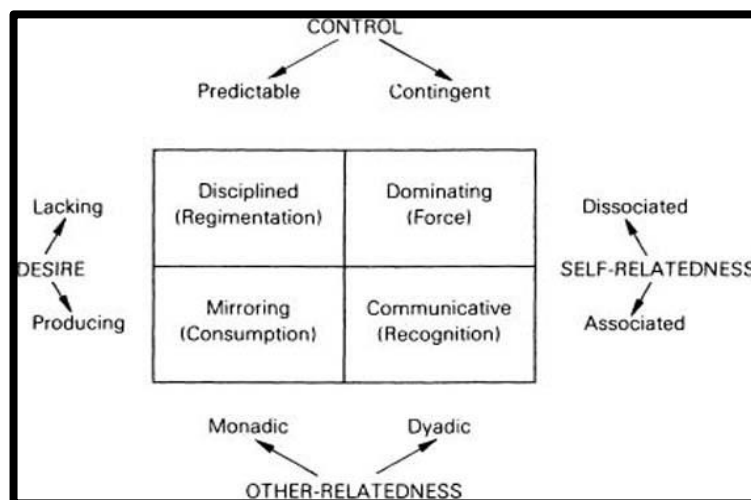 CONTROL
Predictable Contingent
Disciplined Dominating
(Regimentation) (Force)
Lacking Dissociated
DESIRE SELF-RELATEDNESS
Producing Associated
Mirroring Communicative
(Consumption) (Recognition)
Monadic Dyadic
OTHER-RELATEDNESS